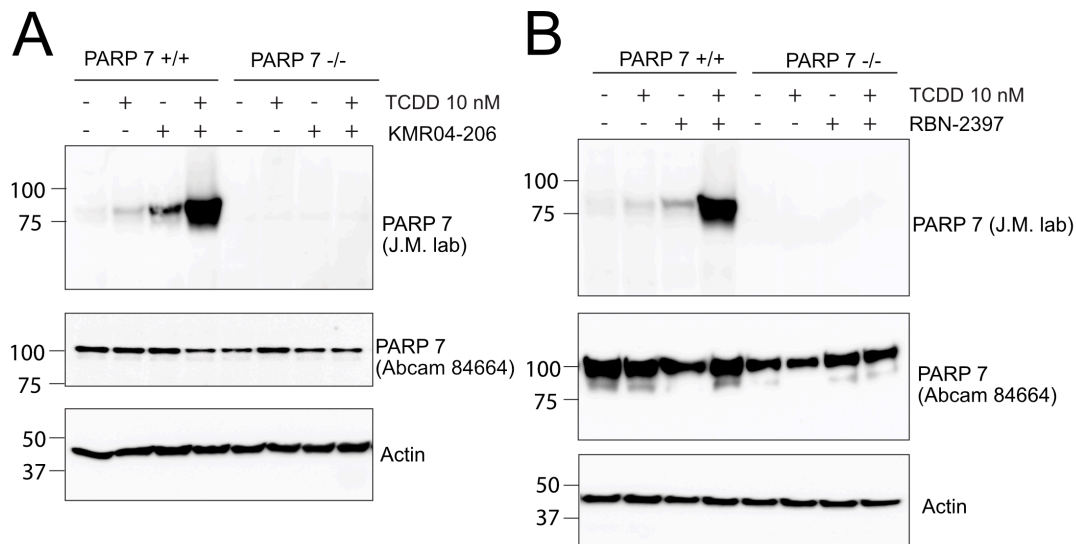 A
PARP 7 +/+ PARP 7 -/-
- + - + - + - + TCDD 10 nM
- - + + - - + + KMR04-206
100
75
PARP 7
(J.M. lab)
100
75
PARP 7
(Abcam 84664)
50
37
Actin
B
PARP 7 +/+ PARP 7 -/-
- + - + - + - + TCDD 10 nM
- - + + - - + + RBN-2397
100
75
PARP 7 (J.M. lab)
100
75
PARP 7
(Abcam 84664)
50
37
Actin